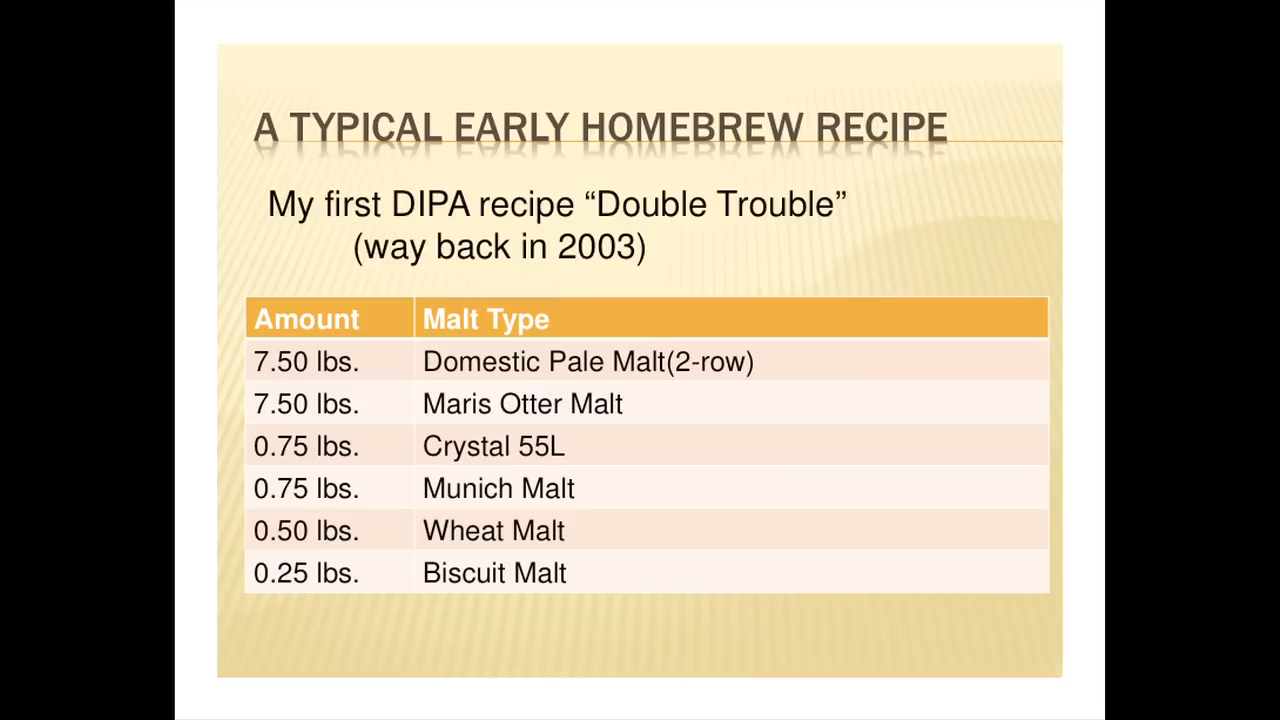 A TYPICAL EARLY HOMEBREW RECIPE
My first DIPA recipe “Double Trouble”
(way back in 2003)
Amount Malt Type
7.50 lbs. Domestic Pale Malt(2-row)
7.50 lbs. Maris Otter Malt
0.75 lbs. Crystal 55L
0.75 lbs. Munich Malt
0.50 lbs. Wheat Malt
0.25 lbs. Biscuit Malt